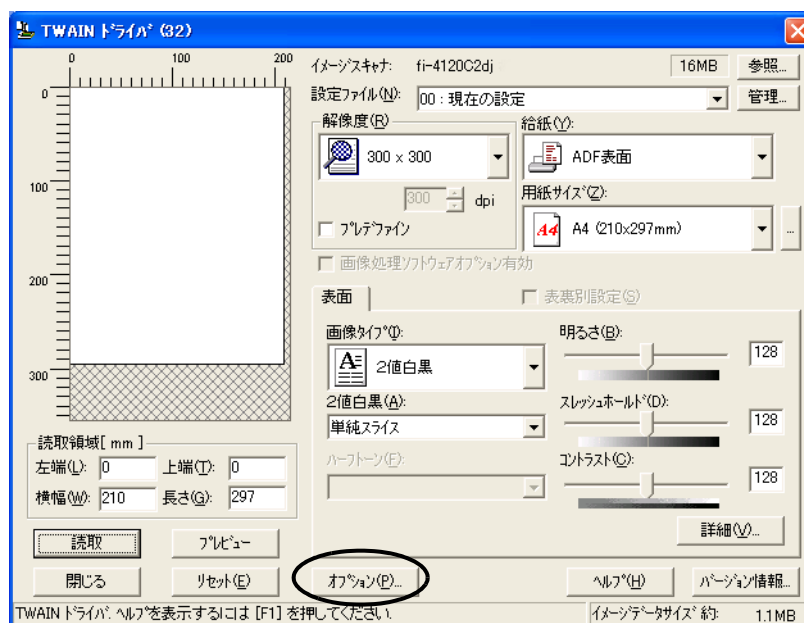 TWAIN ﾄﾞﾗｲﾊﾞ (32)
0 100 200
0
100
200
300
イメージスキャナ: fi-4120C2dj 16MB 参照...
設定ファイル(N): 00 : 現在の設定 管理...
解像度(R)
300 x 300
300 dpi
プレデファイン
給紙(Y):
ADF表面
用紙サイズ(Z):
A4 A4 (210x297mm) ...
画像処理ソフトウェアオプション有効
表面 表裏別設定(S)
画像タイプ(I):
A 2値白黒
2値白黒(A):
単純スライス
ハーフトーン(F):
明るさ(B):
128
スレッシュホールド(D):
128
コントラスト(C):
128
詳細(V)...
読取領域[ mm ]
左端(L): 0 上端(T): 0
横幅(W): 210 長さ(G): 297
読取 プレビュー
閉じる リセット(E) オプション(P)... ヘルプ(H) バージョン情報...
TWAIN ドライバ. ヘルプを表示するには [F1] を押してください. イメージデータサイズ 約: 1.1MB